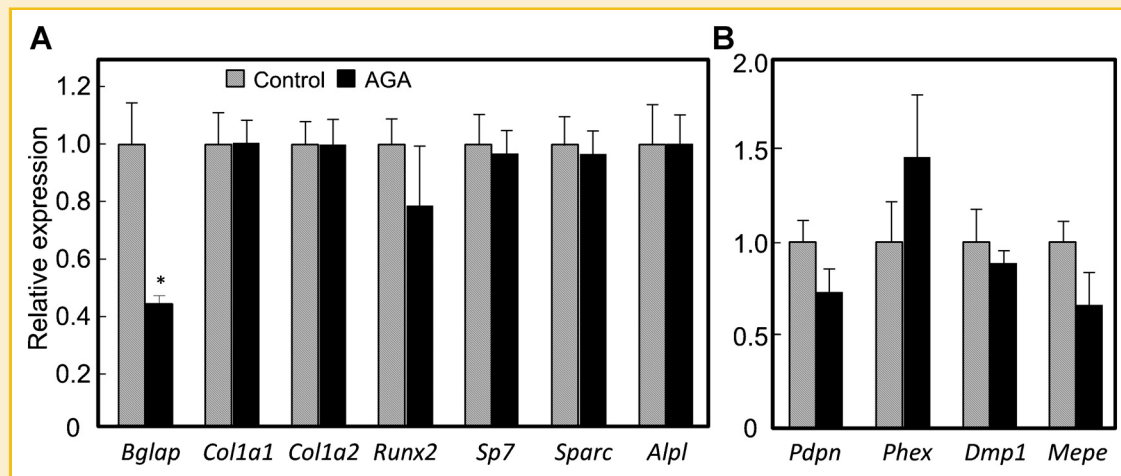 A
B
Control AGA
Relative expression
1.2
1.0
0.8
0.6
0.4
0.2
0
*
Bglap Col1a1 Col1a2 Runx2 Sp7 Sparc Alpl
2.0
1.5
1.0
0.5
0
Pdpn Phex Dmp1 Mepe